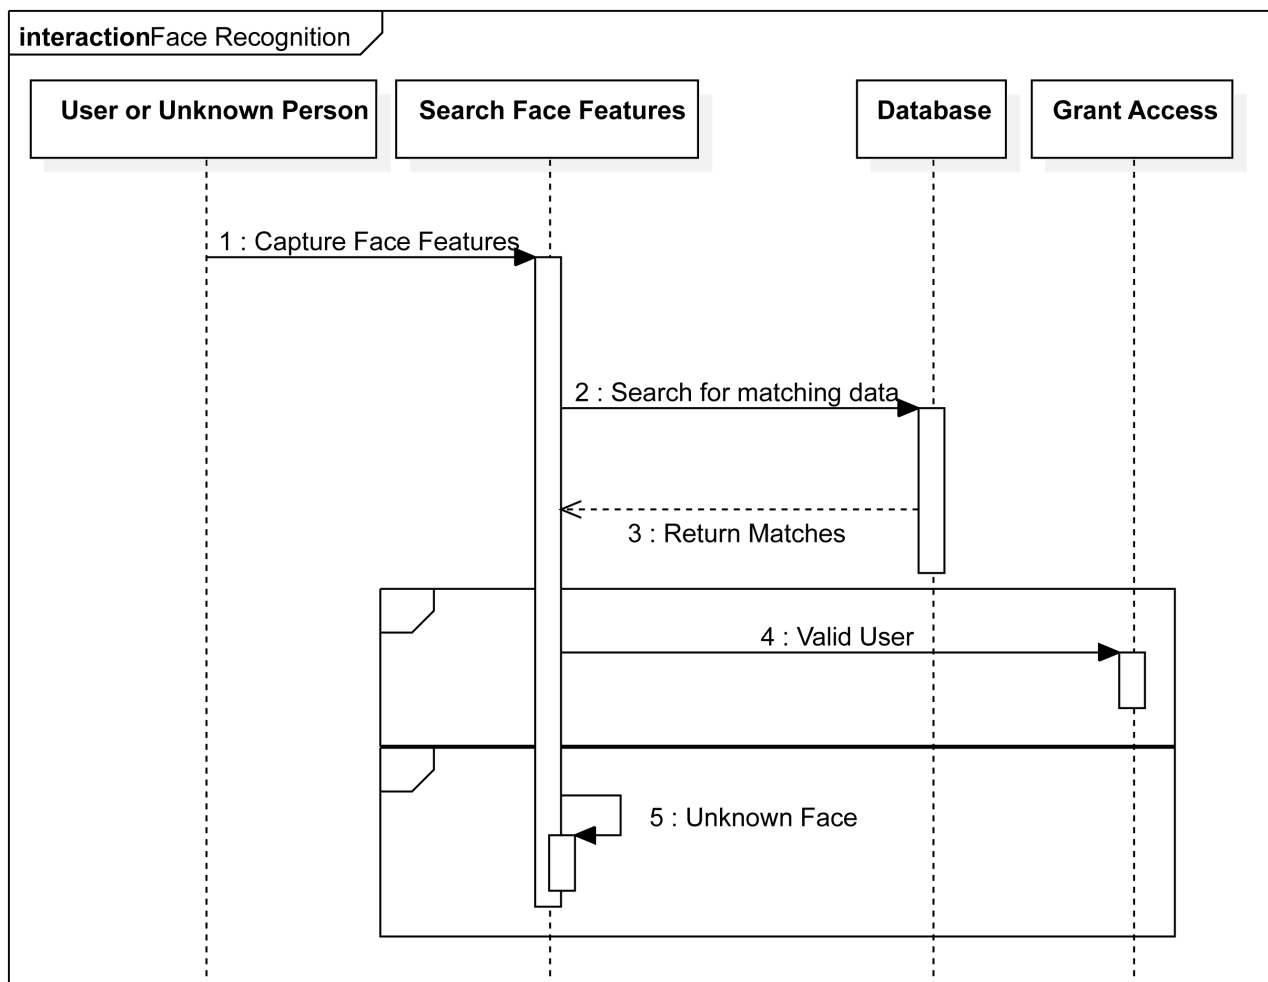 interactionFace Recognition
User or Unknown Person
Search Face Features
Database
Grant Access
1 : Capture Face Features
2 : Search for matching data
3 : Return Matches
4 : Valid User
5 : Unknown Face